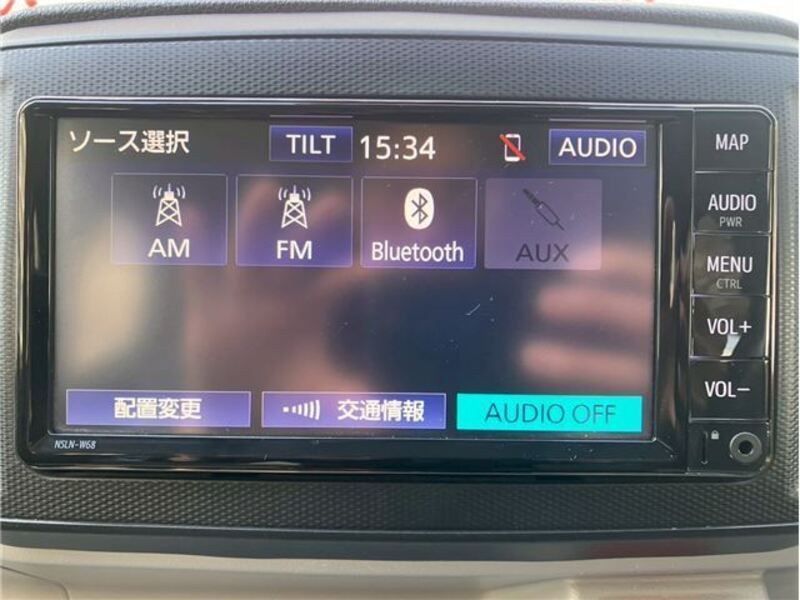 ソース選択 TILT 15:34 AUDIO
AM FM Bluetooth AUX
配置変更 交通情報 AUDIO OFF
NSLN-W68
MAP
AUDIO
PWR
MENU
CTRL
VOL+
VOL−